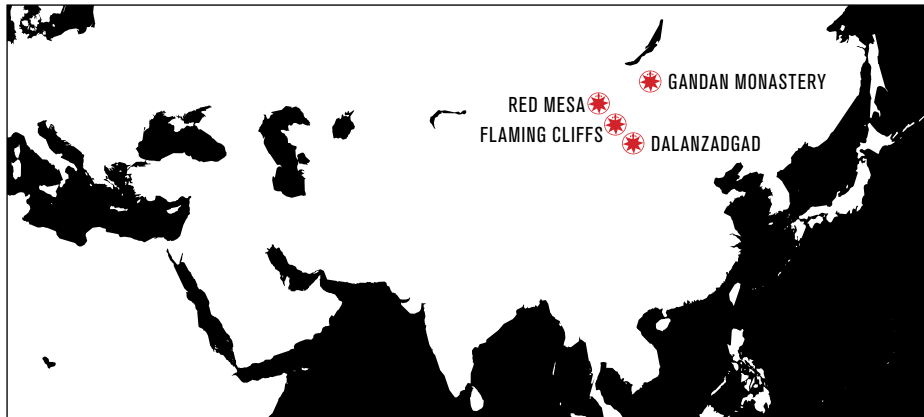 GANDAN MONASTERY
RED MESA
FLAMING CLIFFS
DALANZADGAD